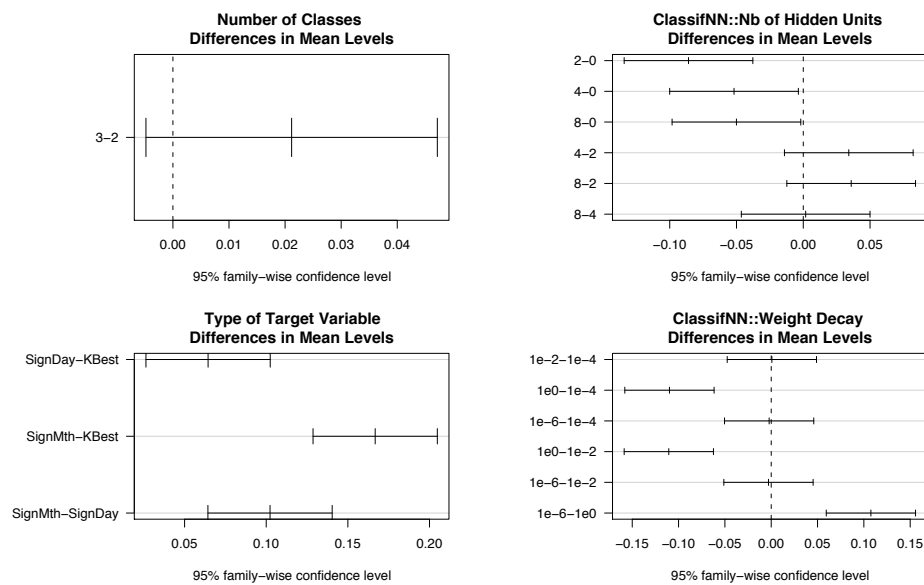 Number of Classes
Differences in Mean Levels
3−2
0.00 0.01 0.02 0.03 0.04
95% family−wise confidence level
ClassifNN::Nb of Hidden Units
Differences in Mean Levels
2−0
4−0
8−0
4−2
8−2
8−4
−0.10 −0.05 0.00 0.05
95% family−wise confidence level
Type of Target Variable
Differences in Mean Levels
SignDay−KBest
SignMth−KBest
SignMth−SignDay
0.05 0.10 0.15 0.20
95% family−wise confidence level
ClassifNN::Weight Decay
Differences in Mean Levels
1e−2−1e−4
1e0−1e−4
1e−6−1e−4
1e0−1e−2
1e−6−1e−2
1e−6−1e0
−0.15 −0.10 −0.05 0.00 0.05 0.10 0.15
95% family−wise confidence level